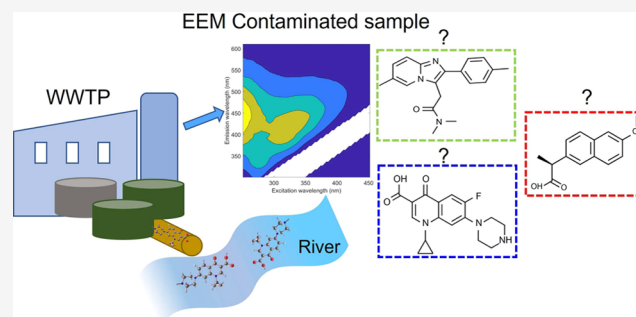 EEM Contaminated sample
WWTP
Emission wavelength (nm)
600
550
500
450
400
350
300 350 400 450
Excitation wavelength (nm)
?
N
N
O
N
?
O
OH
O
?
O O
HO
F
N
N
NH
River